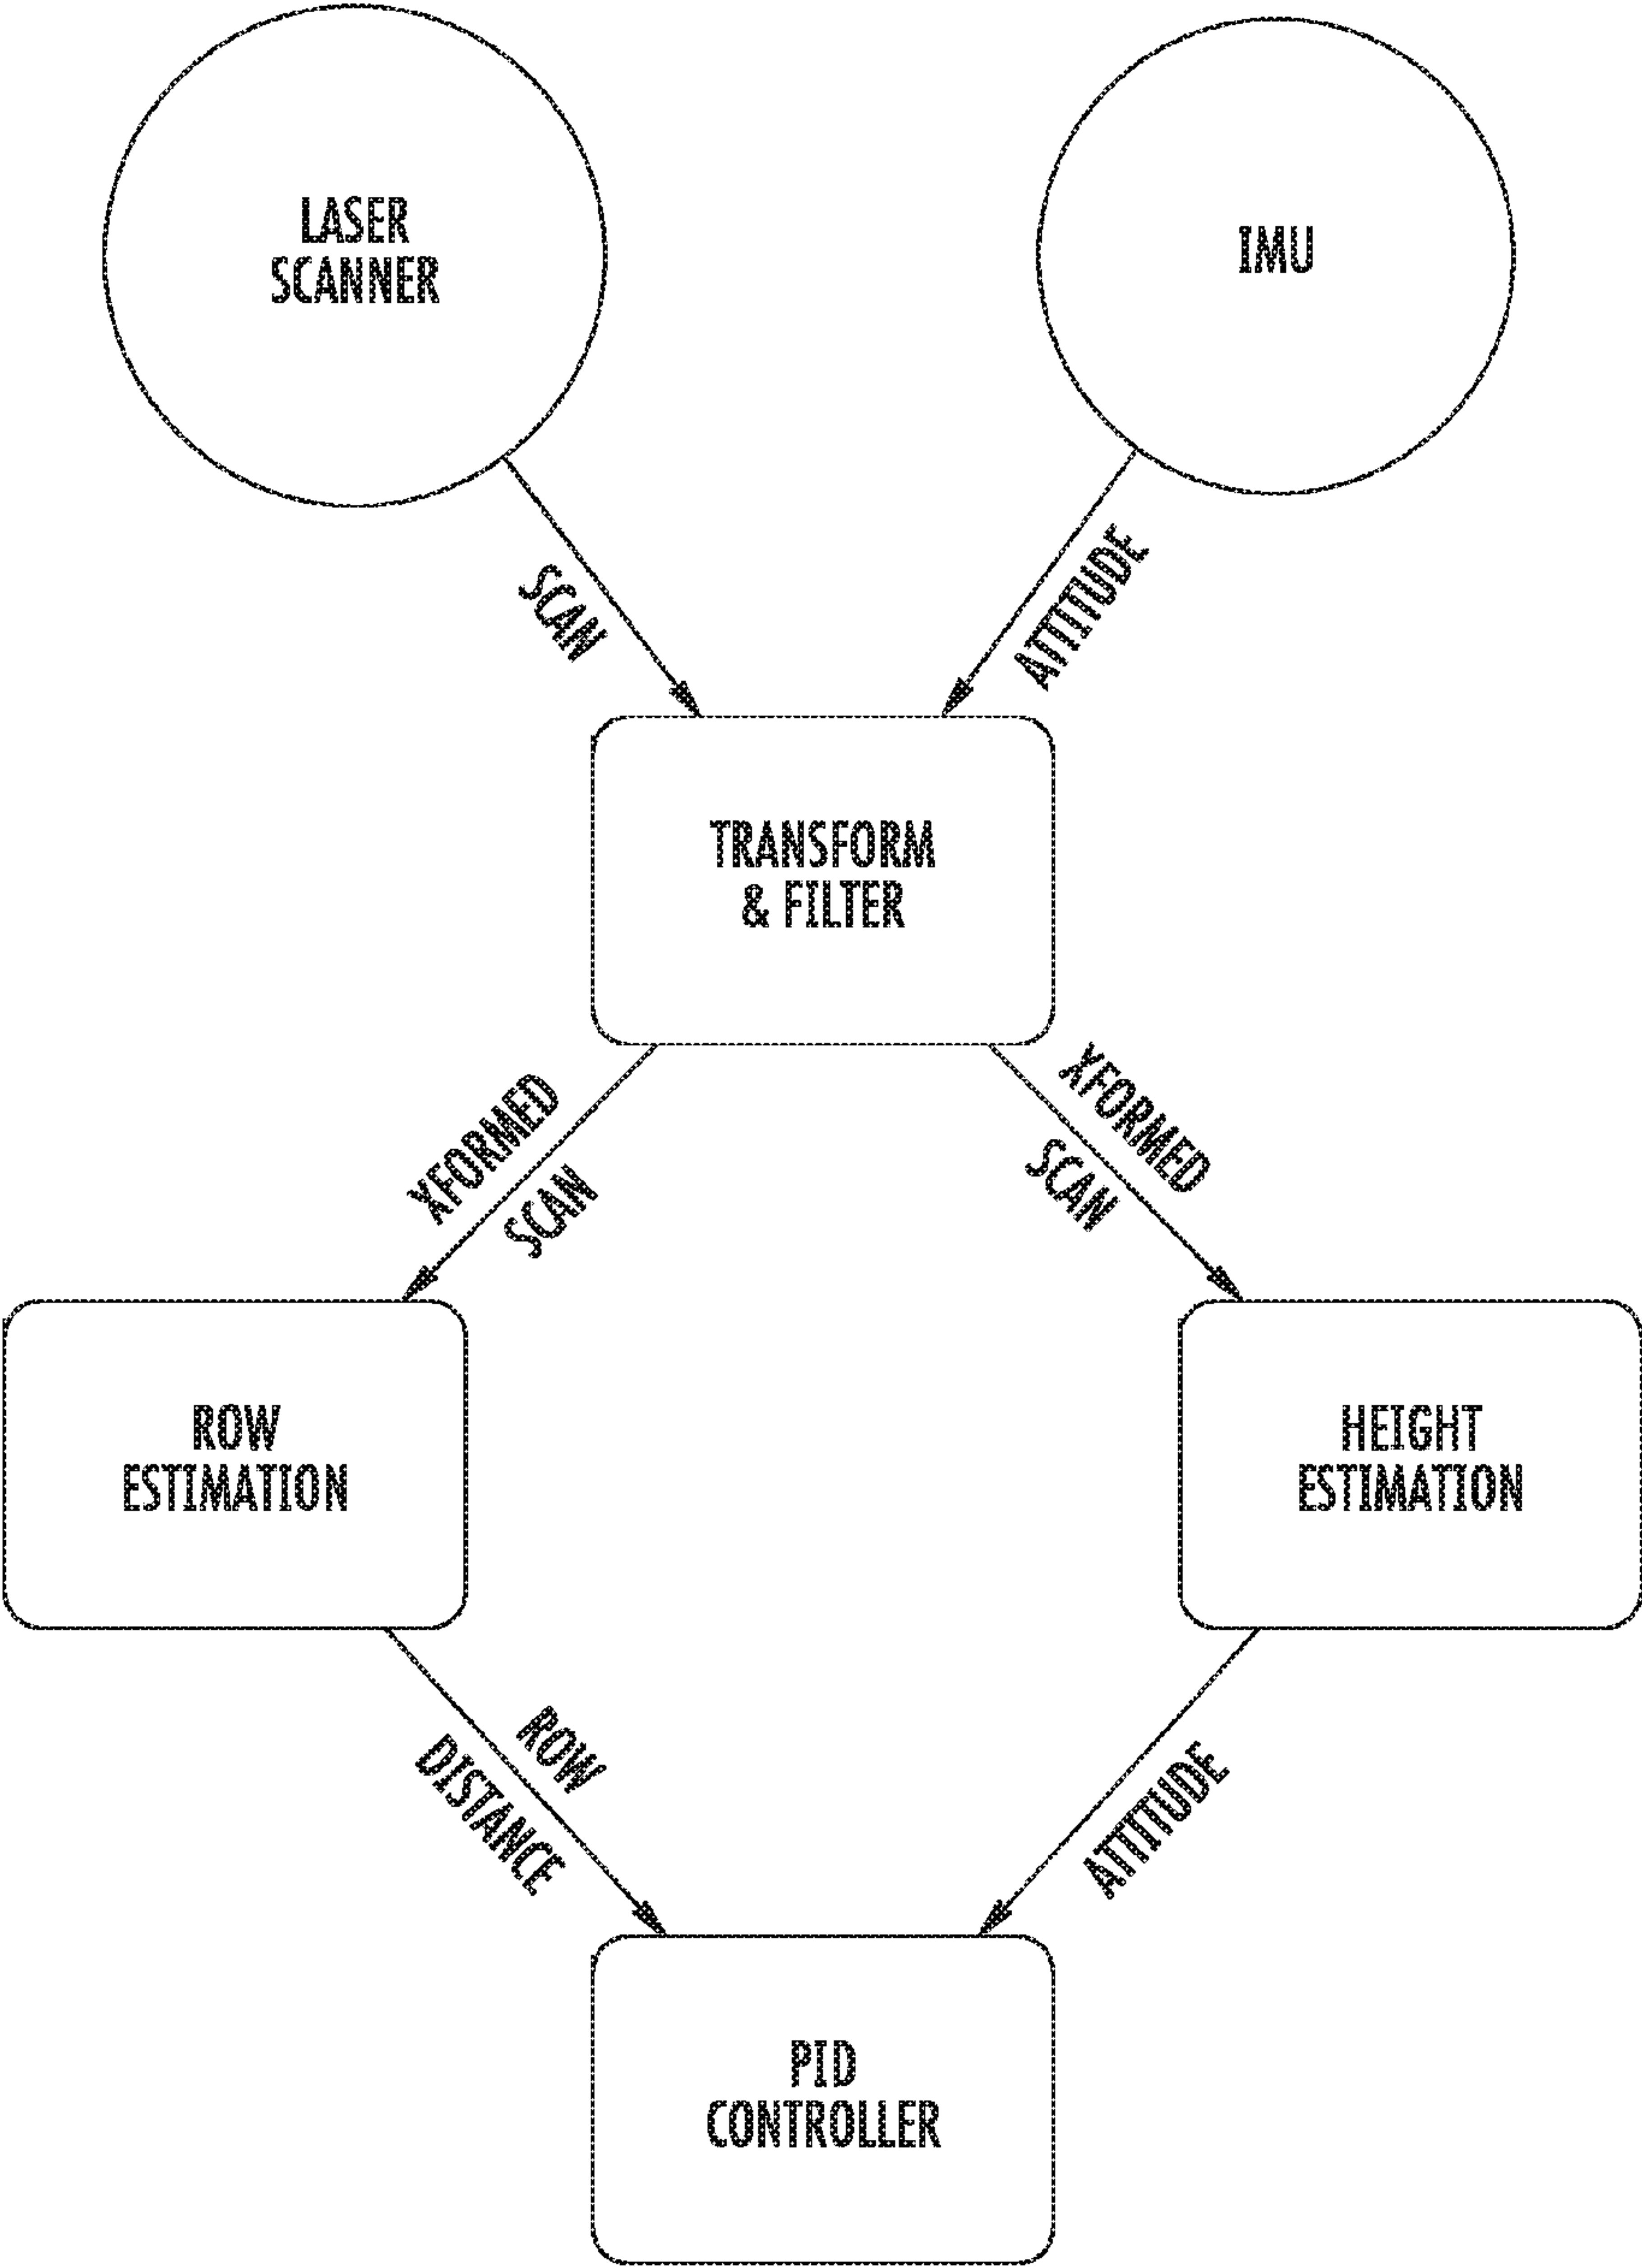 LASER
SCANNER
IMU
SCAN
ATTITUDE
TRANSFORM
& FILTER
XFORMED
SCAN
XFORMED
SCAN
ROW
ESTIMATION
HEIGHT
ESTIMATION
ROW
DISTANCE
ATTITUDE
PID
CONTROLLER